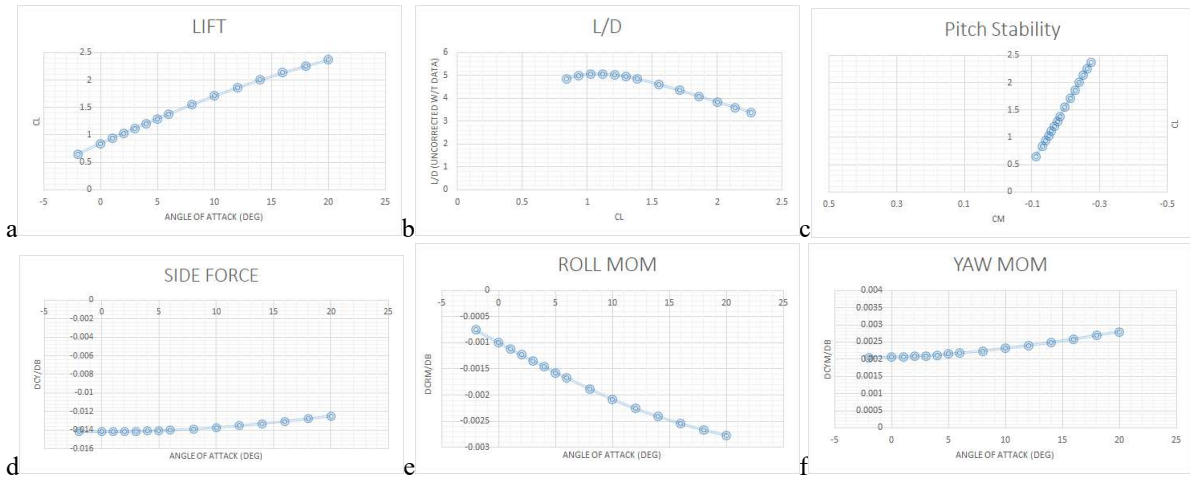 LIFT
2.5
2
1.5
1
0.5
0
-5 0 5 10 15 20 25
CL
ANGLE OF ATTACK (DEG)
a
L/D
6
5
4
3
2
1
0
0 0.5 1 1.5 2 2.5
L/D (UNCORRECTED W/T DATA)
CL
b
Pitch Stability
2.5
2
1.5
1
0.5
0
0.5 0.3 0.1 -0.1 -0.3 -0.5
CL
CM
c
SIDE FORCE
0
-5 0 5 10 15 20 25
-0.002
-0.004
-0.006
-0.008
-0.01
-0.012
-0.014
-0.016
DCY/DB
ANGLE OF ATTACK (DEG)
d
ROLL MOM
0
-5 0 5 10 15 20 25
-0.0005
-0.001
-0.0015
-0.002
-0.0025
-0.003
DCRM/DB
ANGLE OF ATTACK (DEG)
e
YAW MOM
0.004
0.0035
0.003
0.0025
0.002
0.0015
0.001
0.0005
0
-5 0 5 10 15 20 25
DCYM/DB
ANGLE OF ATTACK (DEG)
f